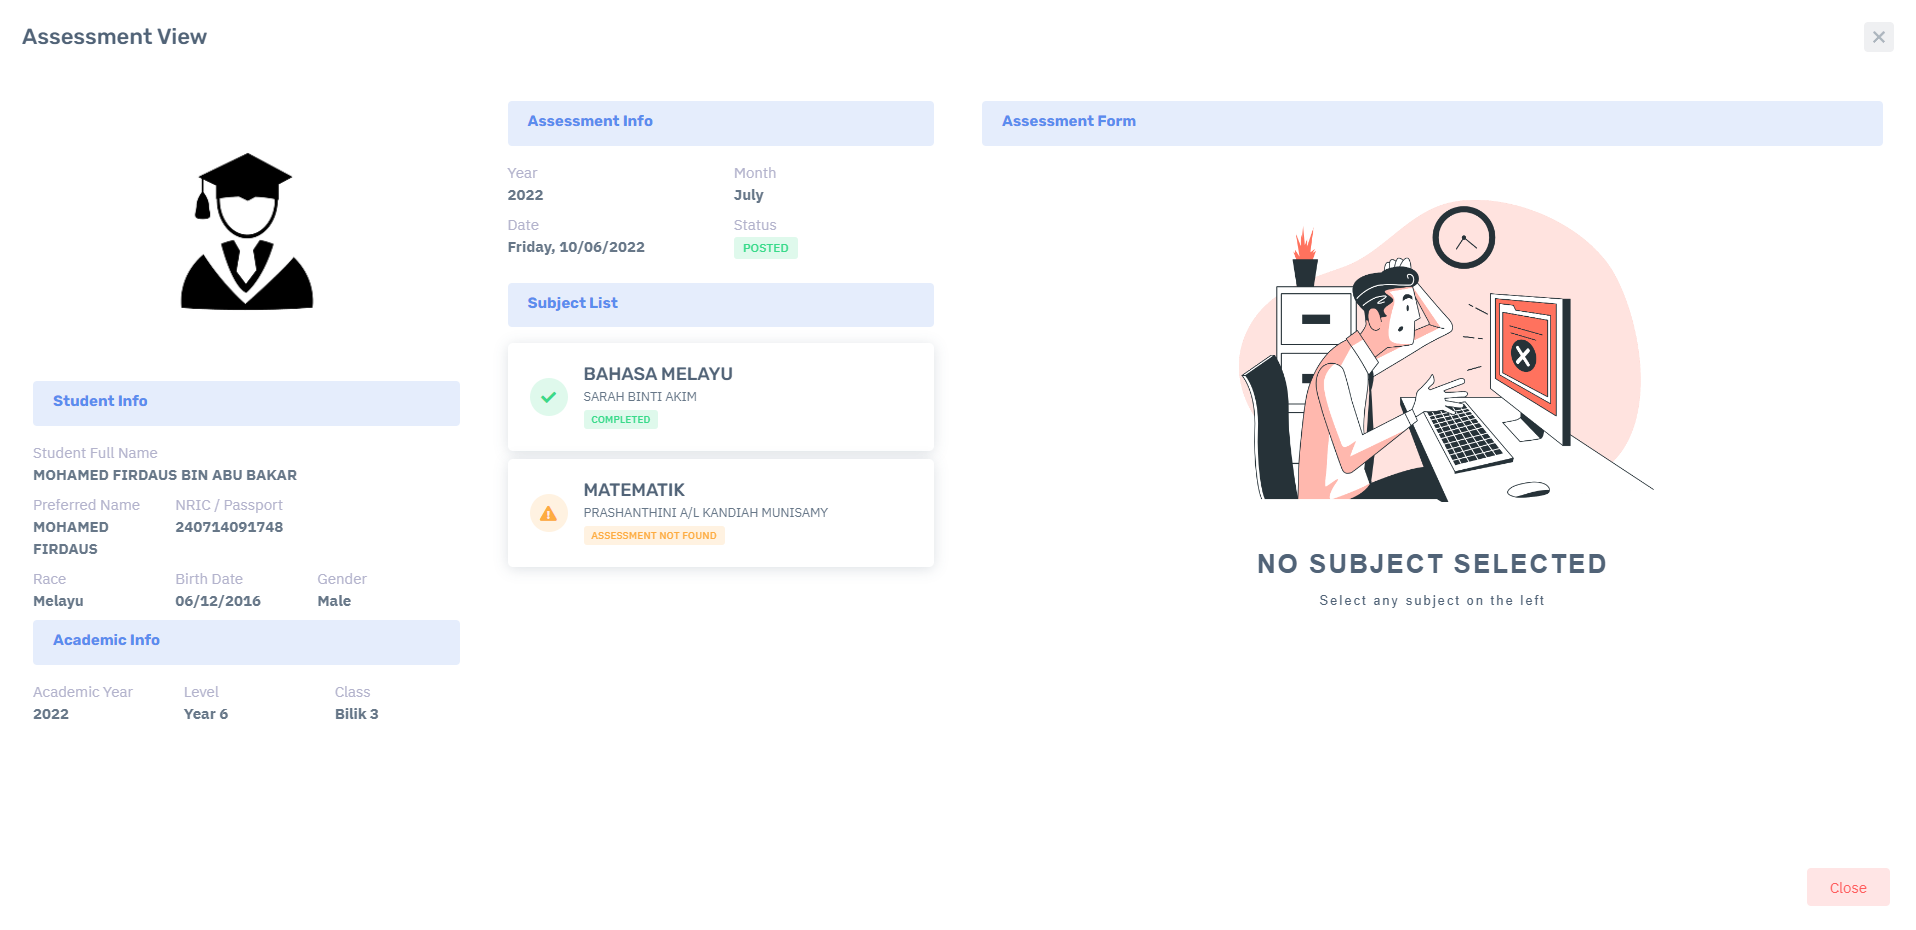 Assessment View
Student Info
Student Full Name
MOHAMED FIRDAUS BIN ABU BAKAR
Preferred Name NRIC / Passport
MOHAMED 240714091748
FIRDAUS
Race Birth Date Gender
Melayu 06/12/2016 Male
Academic Info
Academic Year Level Class
2022 Year 6 Bilik 3
Assessment Info
Year Month
2022 July
Date Status
Friday, 10/06/2022 POSTED
Subject List
BAHASA MELAYU
SARAH BINTI AKIM
COMPLETED
MATEMATIK
PRASHANTHINI A/L KANDIAH MUNISAMY
ASSESSMENT NOT FOUND
Assessment Form
NO SUBJECT SELECTED
Select any subject on the left
Close